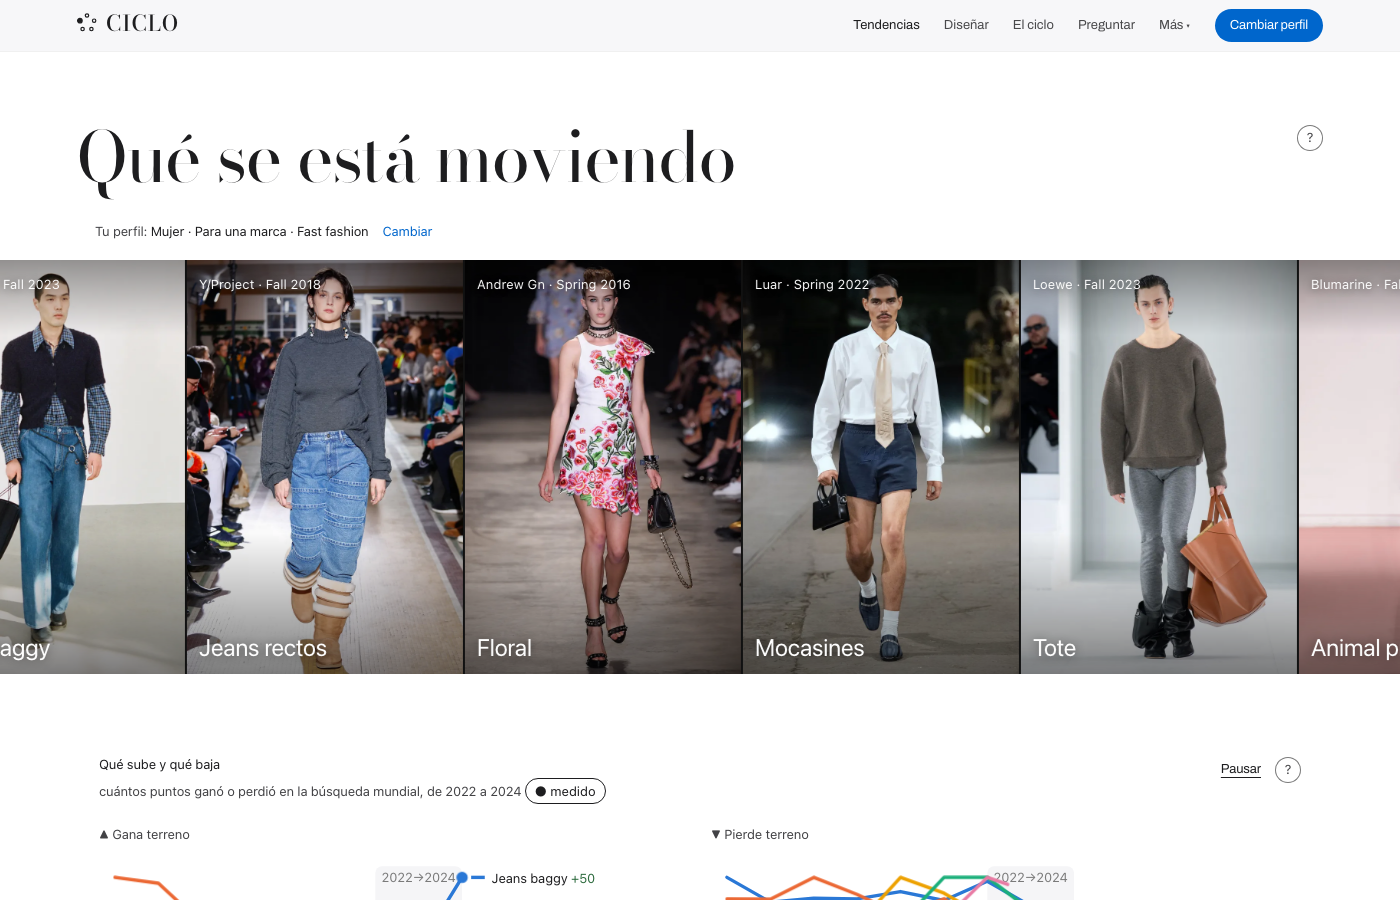 CICLO
Tendencias Diseñar El ciclo Preguntar Más Cambiar perfil
Qué se está moviendo
?
Tu perfil: Mujer · Para una marca · Fast fashion Cambiar
Fall 2023
Y/Project · Fall 2018
Andrew Gn · Spring 2016
Luar · Spring 2022
Loewe · Fall 2023
Blumarine · Fal
aggy
Jeans rectos
Floral
Mocasines
Tote
Animal p
Qué sube y qué baja
Pausar ?
cuántos puntos ganó o perdió en la búsqueda mundial, de 2022 a 2024 ● medido
▲ Gana terreno
▼ Pierde terreno
2022→2024
Jeans baggy +50
2022→2024